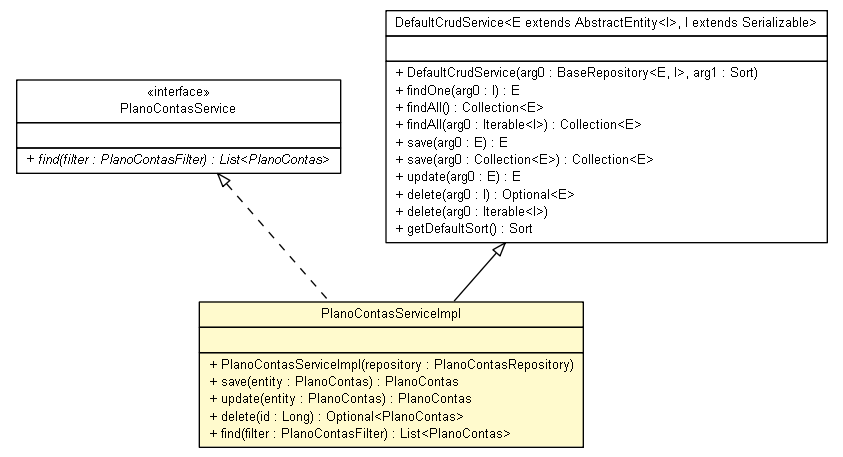 DefaultCrudService<E extends AbstractEntity<I>, I extends Serializable>
+ DefaultCrudService(arg0 : BaseRepository<E, I>, arg1 : Sort)
+ findOne(arg0 : I) : E
+ findAll() : Collection<E>
+ findAll(arg0 : Iterable<I>) : Collection<E>
+ save(arg0 : E) : E
+ save(arg0 : Collection<E>) : Collection<E>
+ update(arg0 : E) : E
+ delete(arg0 : I) : Optional<E>
+ delete(arg0 : Iterable<I>)
+ getDefaultSort() : Sort
«interface»
PlanoContasService
+ find(filter : PlanoContasFilter) : List<PlanoContas>
PlanoContasServiceImpl
+ PlanoContasServiceImpl(repository : PlanoContasRepository)
+ save(entity : PlanoContas) : PlanoContas
+ update(entity : PlanoContas) : PlanoContas
+ delete(id : Long) : Optional<PlanoContas>
+ find(filter : PlanoContasFilter) : List<PlanoContas>